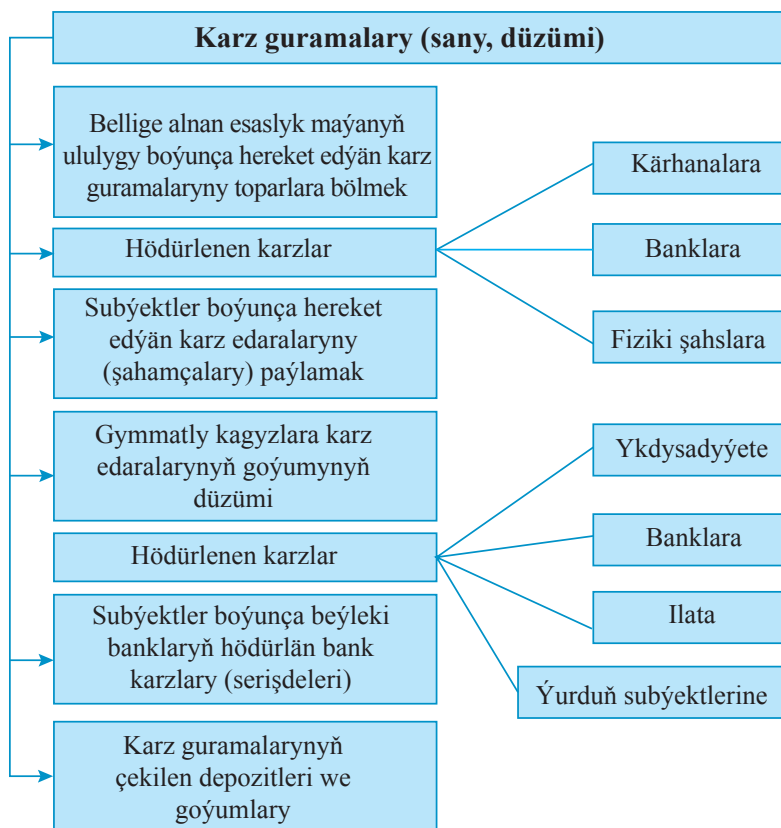 Karz guramalary (sany, düzümi)
Bellige alnan esaslyk maýanyň
ululygy boýunça hereket edýän karz
guramalaryny toparlara bölmek
Hödürlenen karzlar
Kärhanalara
Banklara
Fiziki şahslara
Subýektler boýunça hereket
edýän karz edaralaryny
(şahamçalary) paýlamak
Gymmatly kagyzlara karz
edaralarynyň goýumynyň
düzümi
Hödürlenen karzlar
Ykdysadyýete
Banklara
Ilata
Ýurduň subýektlerine
Subýektler boýunça beýleki
banklaryň hödürlän bank
karzlary (serişdeleri)
Karz guramalarynyň
çekilen depozitleri we
goýumlary